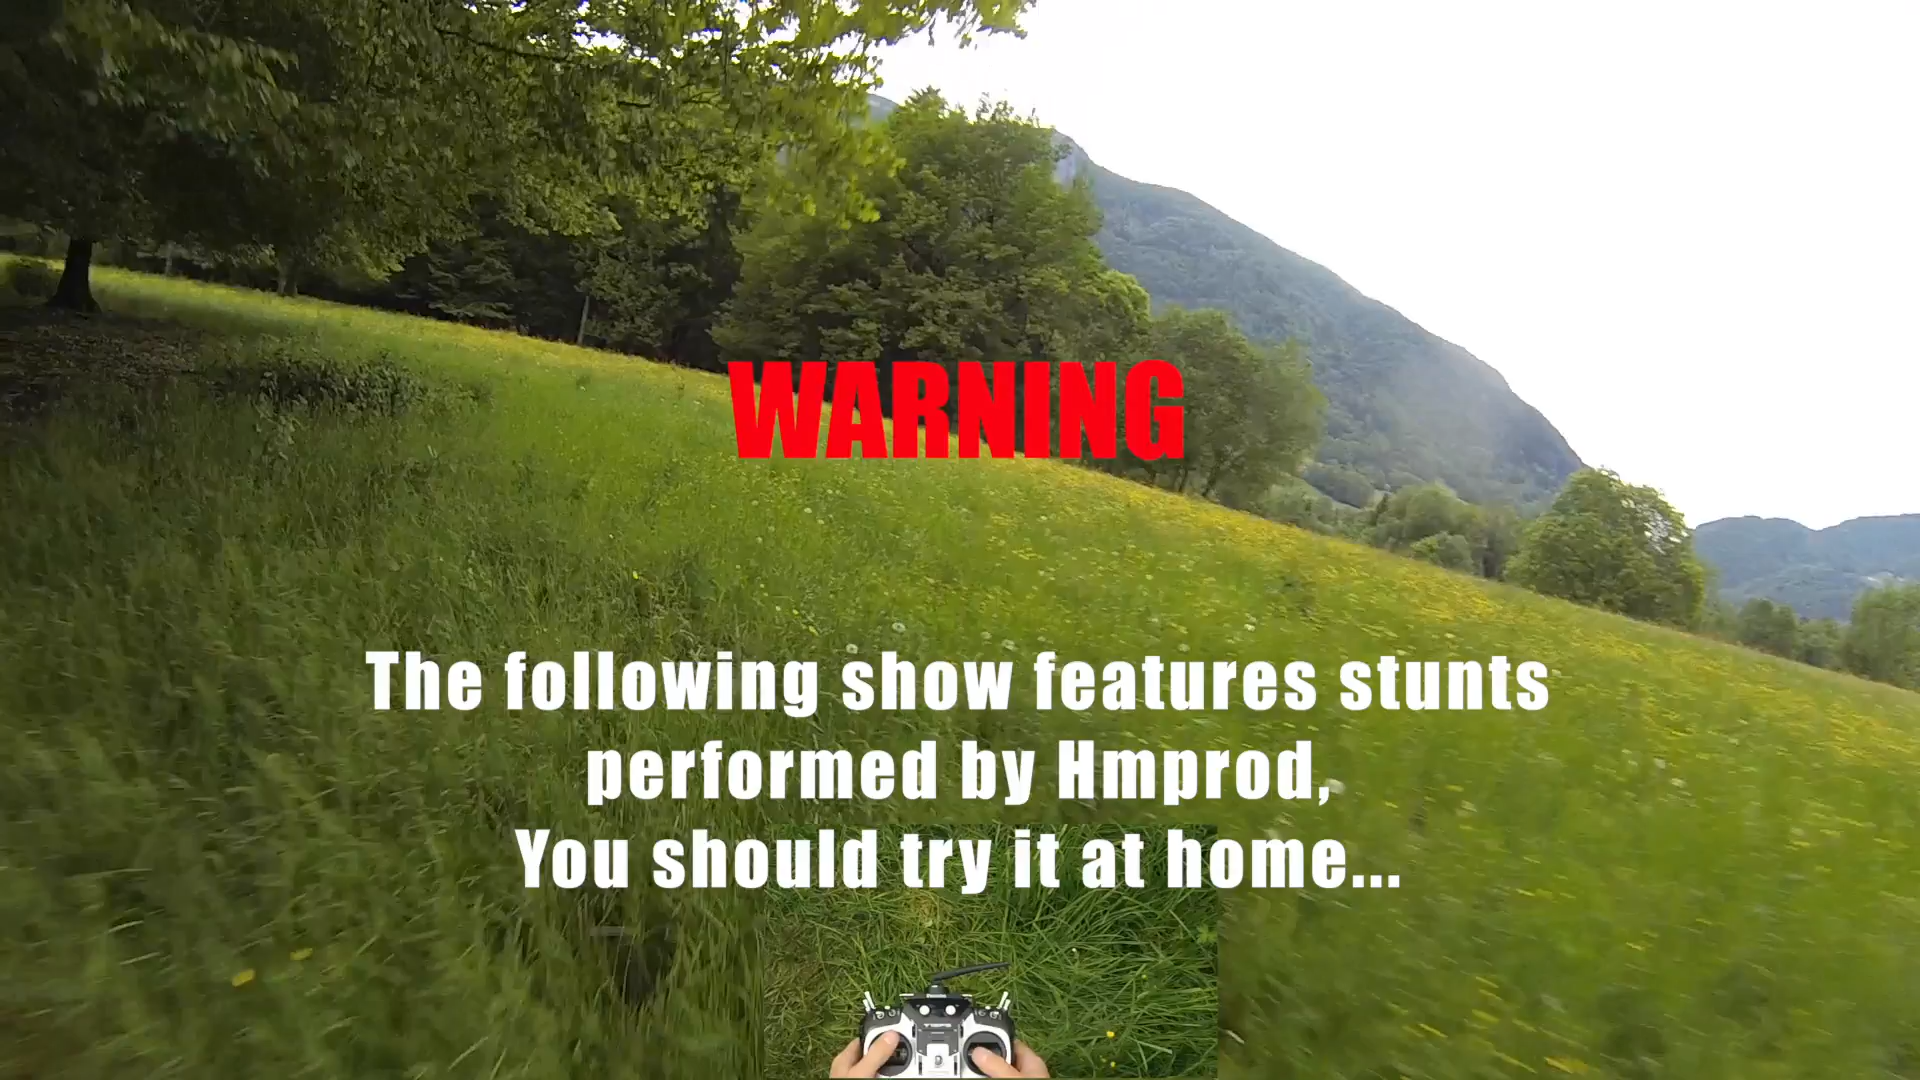 WARNING
The following show features stunts
performed by Hmprod,
You should try it at home...